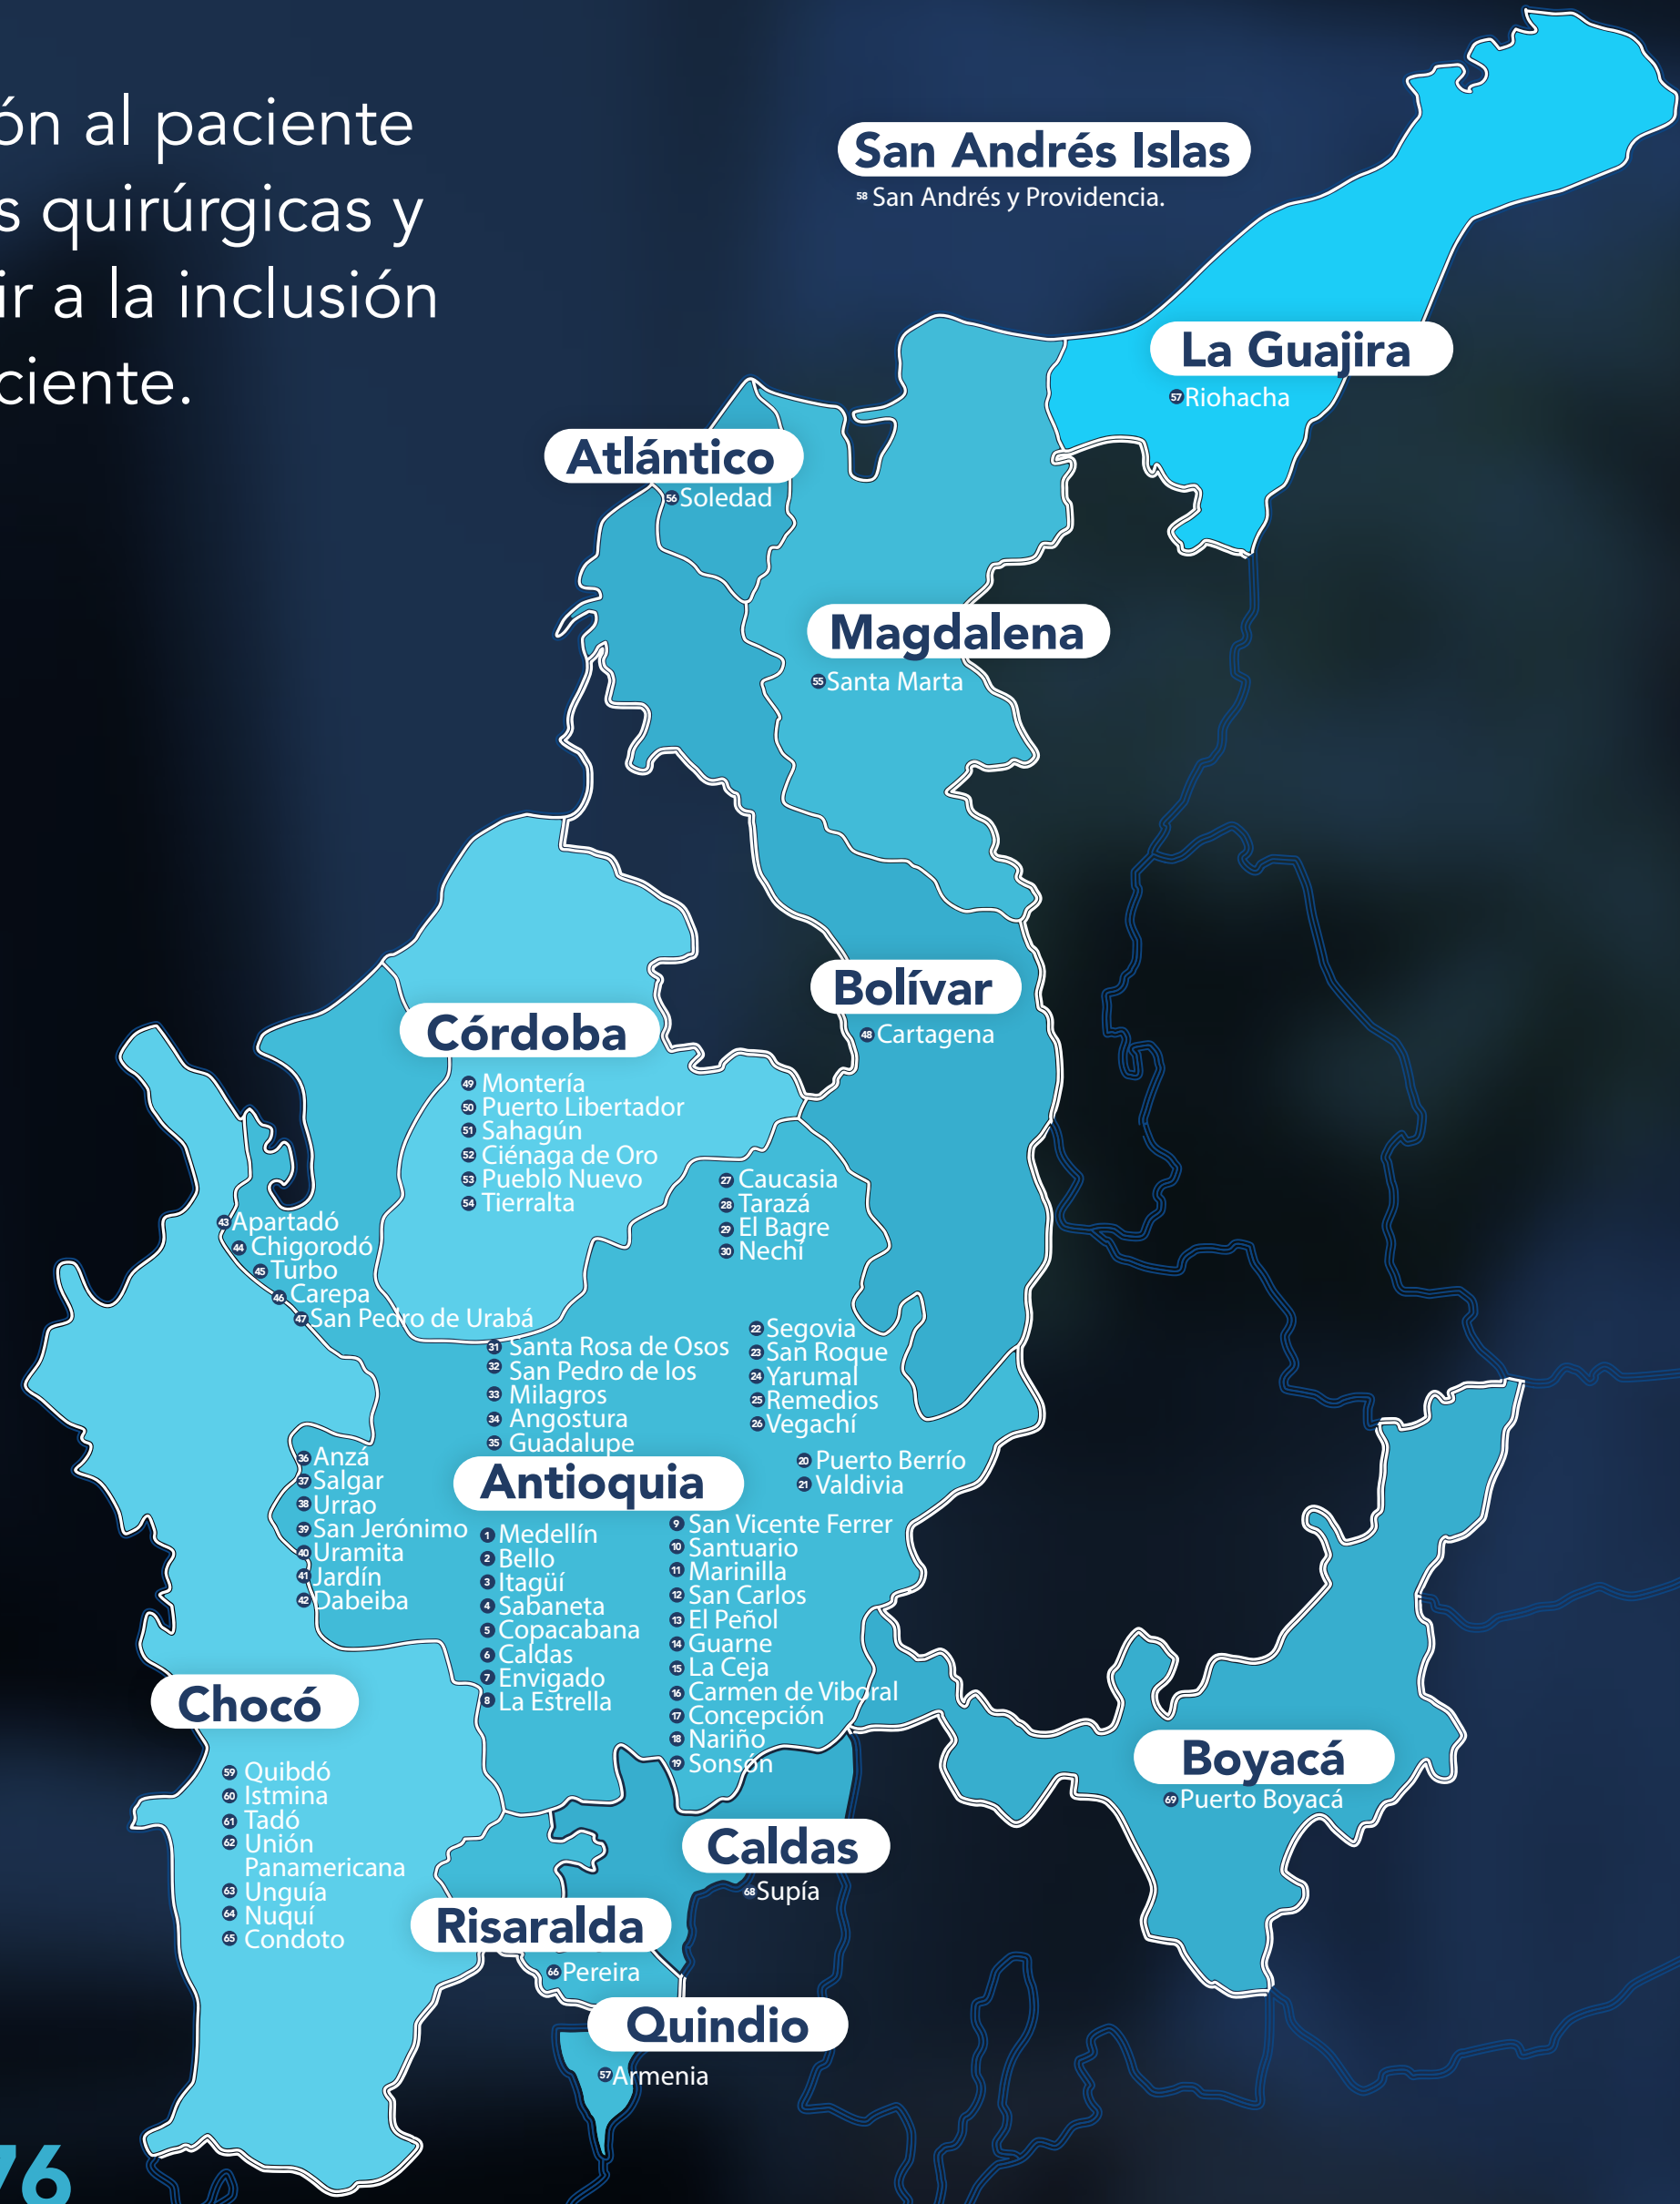 ón al paciente
s quirúrgicas y
ir a la inclusión
ciente.
San Andrés Islas
58 San Andrés y Providencia.
La Guajira
57 Riohacha
Atlántico
56 Soledad
Magdalena
55 Santa Marta
Bolívar
48 Cartagena
Córdoba
49 Montería
50 Puerto Libertador
51 Sahagún
52 Ciénaga de Oro
53 Pueblo Nuevo
54 Tierralta
27 Caucasia
28 Tarazá
29 El Bagre
30 Nechí
43 Apartadó
44 Chigorodó
45 Turbo
46 Carepa
47 San Pedro de Urabá
31 Santa Rosa de Osos
32 San Pedro de los
33 Milagros
34 Angostura
35 Guadalupe
22 Segovia
23 San Roque
24 Yarumal
25 Remedios
26 Vegachí
20 Puerto Berrío
21 Valdivia
36 Anzá
37 Salgar
38 Urrao
39 San Jerónimo
40 Uramita
41 Jardín
42 Dabeiba
Antioquia
1 Medellín
2 Bello
3 Itagüí
4 Sabaneta
5 Copacabana
6 Caldas
7 Envigado
8 La Estrella
9 San Vicente Ferrer
10 Santuario
11 Marinilla
12 San Carlos
13 El Peñol
14 Guarne
15 La Ceja
16 Carmen de Viboral
17 Concepción
18 Nariño
19 Sonsón
Chocó
59 Quibdó
60 Istmina
61 Tadó
62 Unión
Panamericana
63 Unguía
64 Nuquí
65 Condoto
Boyacá
69 Puerto Boyacá
Caldas
68 Supía
Risaralda
66 Pereira
Quindio
57 Armenia
76